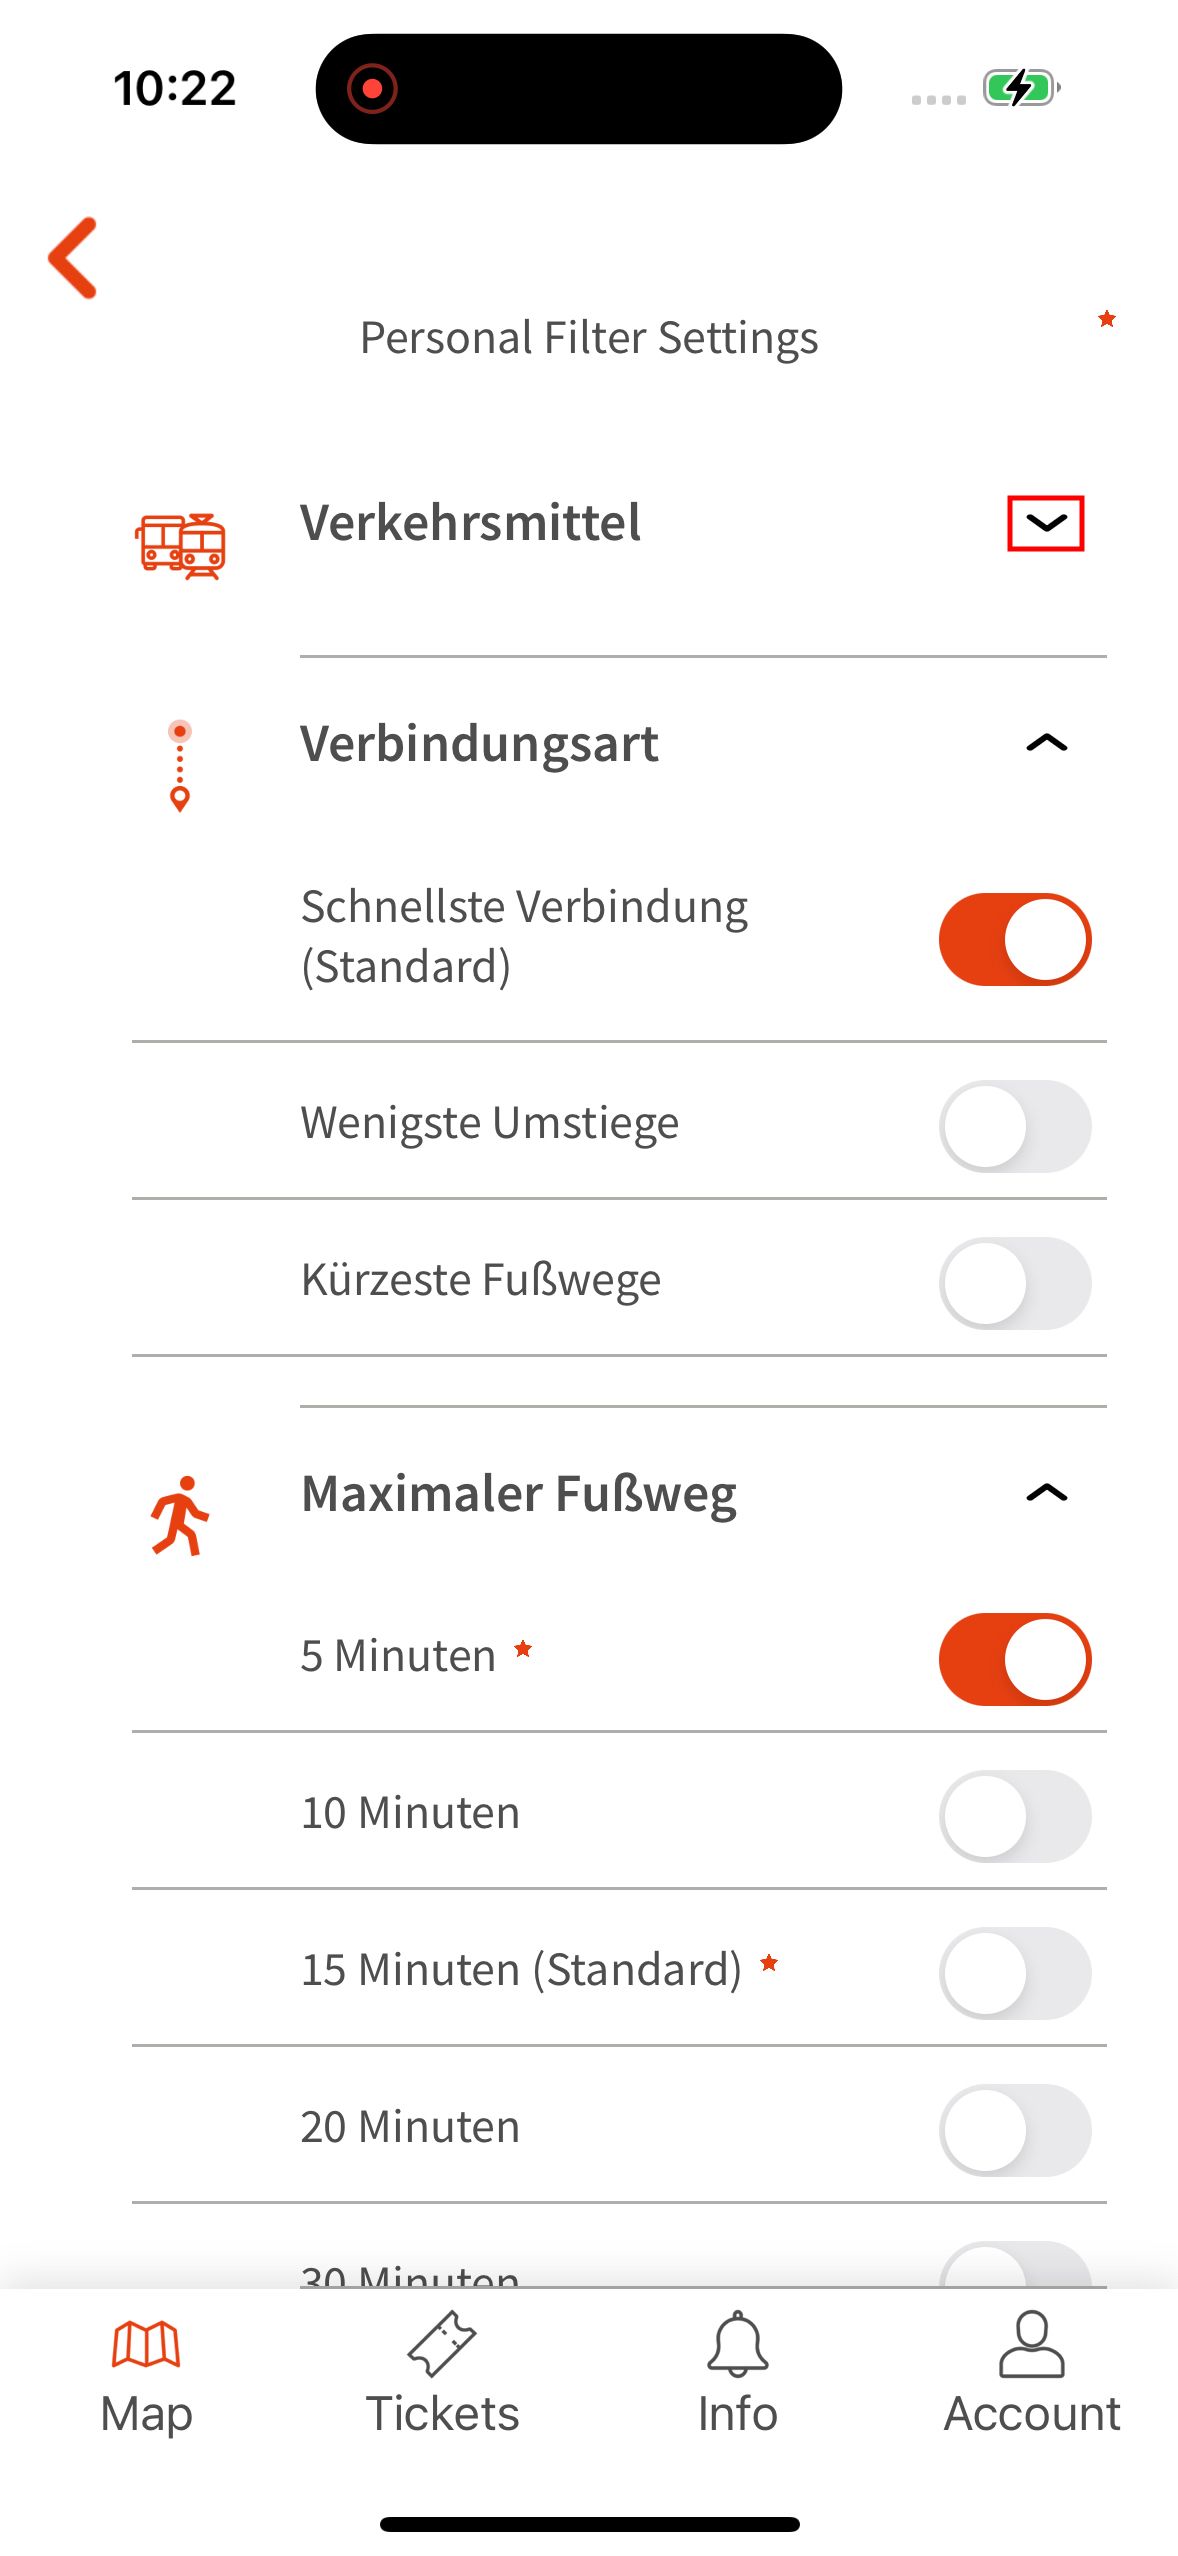 10:22
Personal Filter Settings
Verkehrsmittel
Verbindungsart
Schnellste Verbindung
(Standard)
Wenigste Umstiege
Kürzeste Fußwege
Maximaler Fußweg
5 Minuten
10 Minuten
15 Minuten (Standard)
20 Minuten
30 Minuten
Map
Tickets
Info
Account